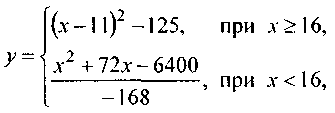 y = { (x−11)² −125, при x ≥ 16,
(x² + 72x − 6400) / −168, при x < 16,